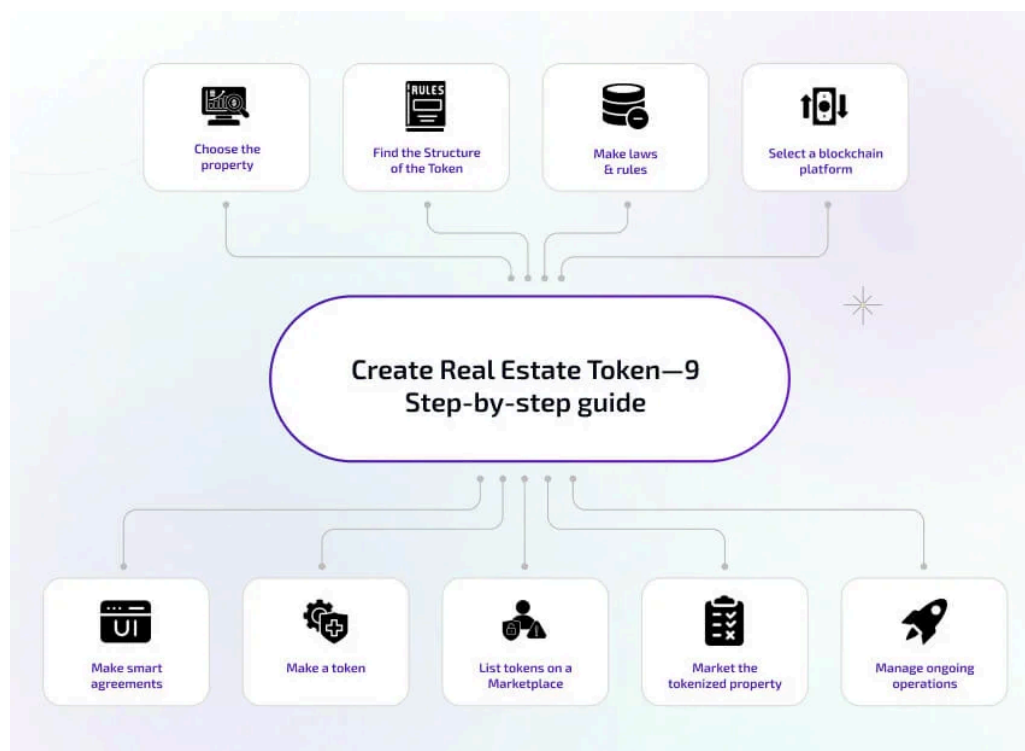 RULES
Choose the
property
Find the Structure
of the Token
Make laws
& rules
Select a blockchain
platform
Create Real Estate Token—9
Step-by-step guide
UI
Make smart
agreements
Make a token
List tokens on a
Marketplace
Market the
tokenized property
Manage ongoing
operations